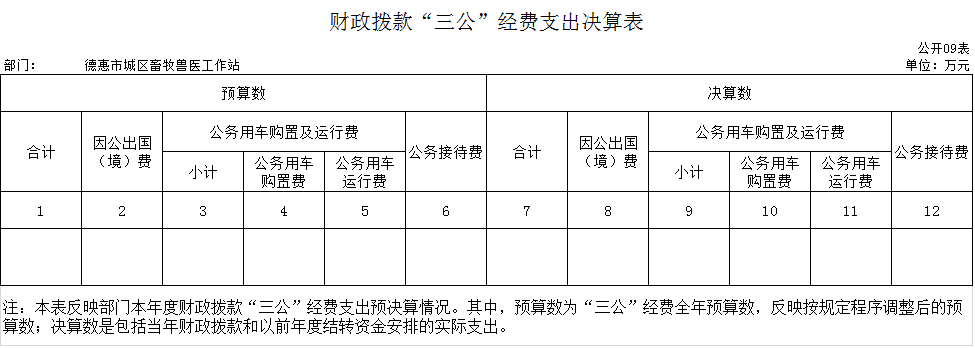 财政拨款“三公”经费支出决算表
公开09表
部门： 德惠市城区畜牧兽医工作站 单位：万元
预算数 决算数
合计 因公出国（境）费 公务用车购置及运行费 公务接待费 合计 因公出国（境）费 公务用车购置及运行费 公务接待费
小计 公务用车购置费 公务用车运行费 小计 公务用车购置费 公务用车运行费
1 2 3 4 5 6 7 8 9 10 11 12
注：本表反映部门本年度财政拨款“三公”经费支出预决算情况。其中，预算数为“三公”经费全年预算数，反映按规定程序调整后的预
算数；决算数是包括当年财政拨款和以前年度结转资金安排的实际支出。